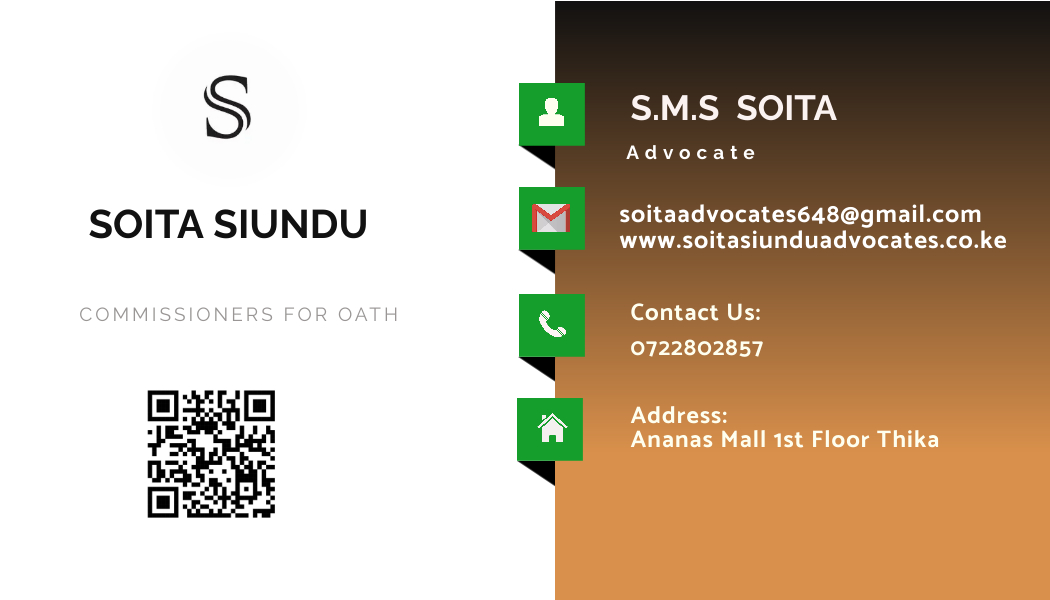 S
SOITA SIUNDU
COMMISSIONERS FOR OATH
S.M.S SOITA
Advocate
soitaadvocates648@gmail.com
www.soitasiunduadvocates.co.ke
Contact Us:
0722802857
Address:
Ananas Mall 1st Floor Thika